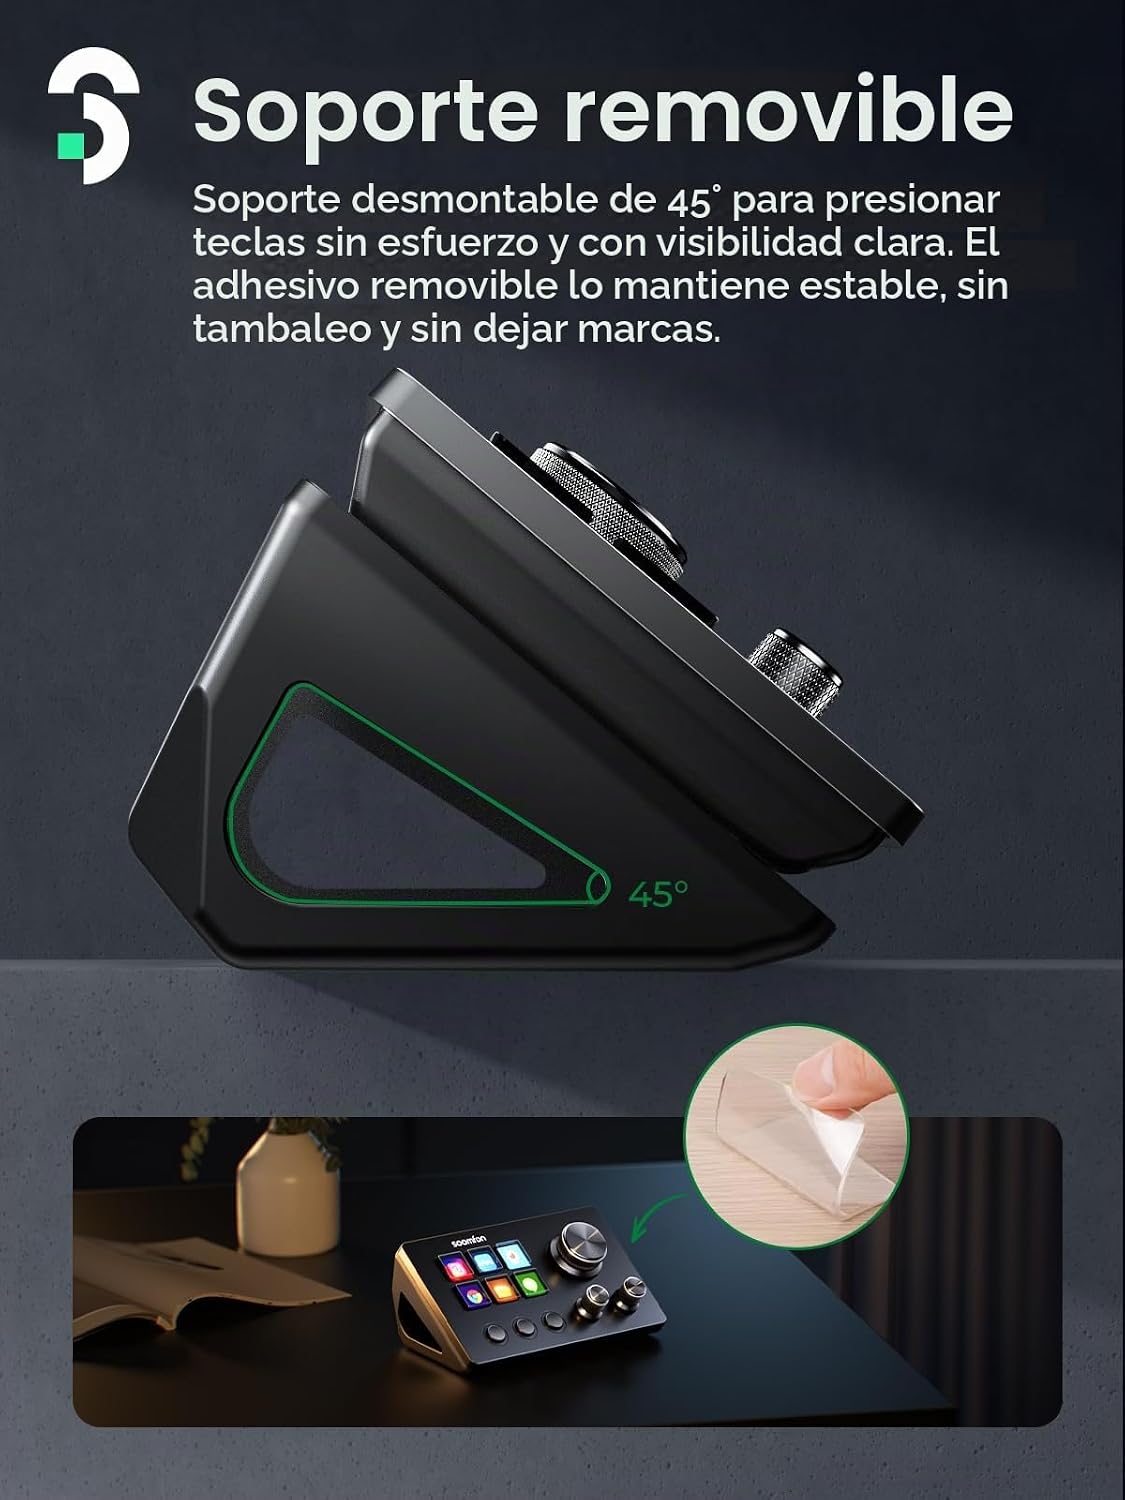 Soporte removible
Soporte desmontable de 45° para presionar
teclas sin esfuerzo y con visibilidad clara. El
adhesivo removible lo mantiene estable, sin
tambaleo y sin dejar marcas.
45°
soomfon